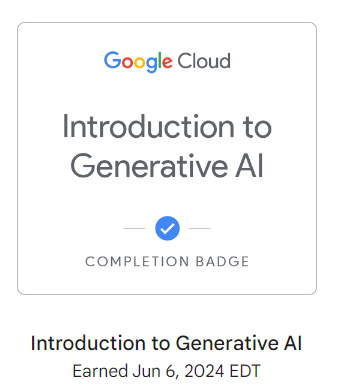 Google Cloud
Introduction to
Generative AI
COMPLETION BADGE
Introduction to Generative AI
Earned Jun 6, 2024 EDT